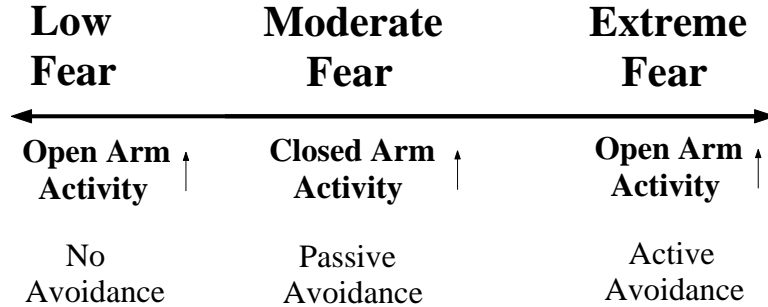 Low Moderate Extreme
Fear Fear Fear
Open Arm Closed Arm Open Arm
Activity Activity Activity
No Passive Active
Avoidance Avoidance Avoidance